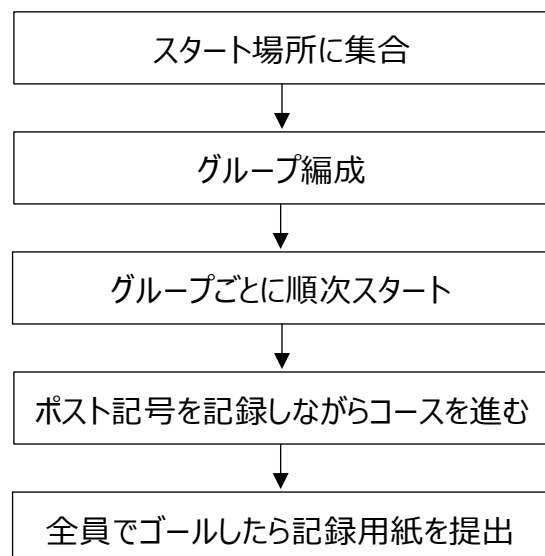 スタート場所に集合
グループ編成
グループごとに順次スタート
ポスト記号を記録しながらコースを進む
全員でゴールしたら記録用紙を提出